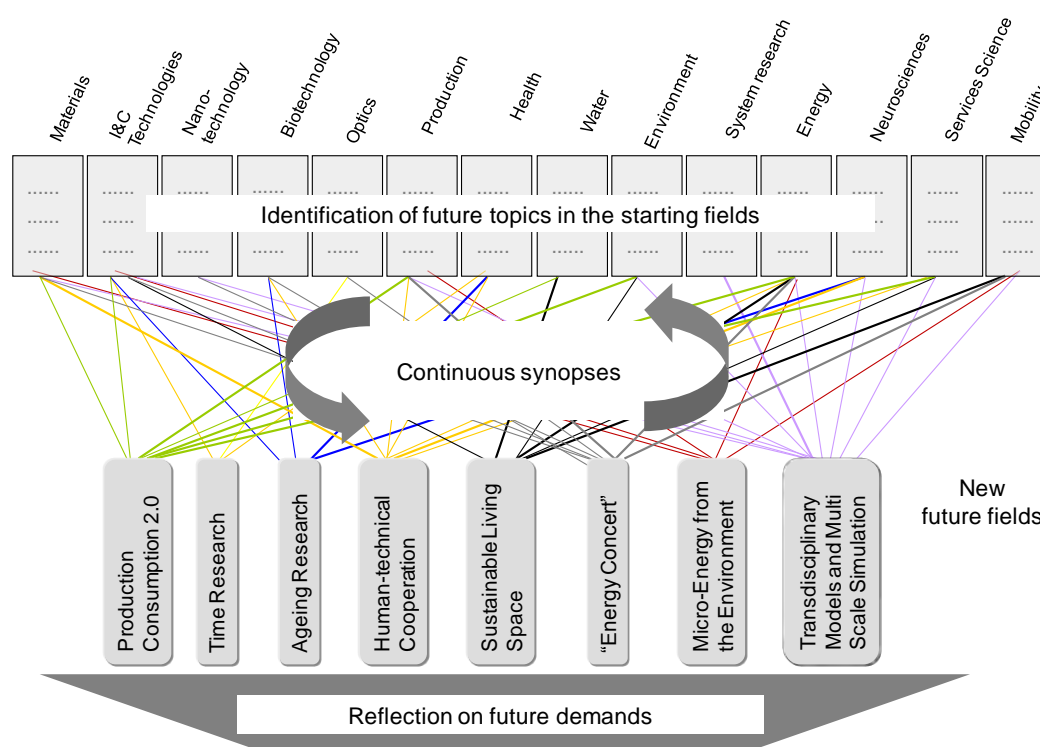 Materials
I&C
Technologies
Nano-
technology
Biotechnology
Optics
Production
Health
Water
Environment
System research
Energy
Neurosciences
Services Science
Mobility
Identification of future topics in the starting fields
Continuous synopses
Production
Consumption 2.0
Time Research
Ageing Research
Human-technical
Cooperation
Sustainable Living
Space
“Energy Concert”
Micro-Energy from
the Environment
Transdisciplinary
Models and Multi
Scale Simulation
New
future fields
Reflection on future demands